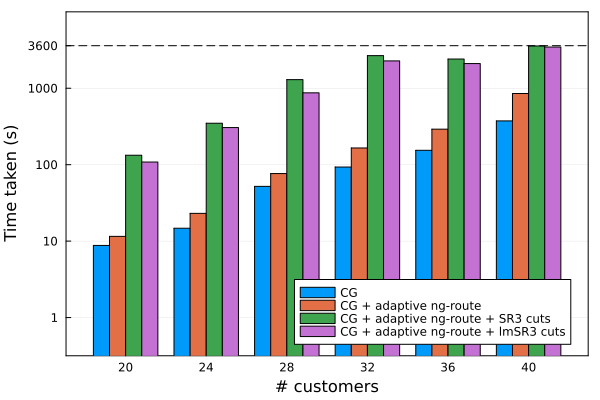 Time taken (s)
3600
1000
100
10
1
CG
CG + adaptive ng-route
CG + adaptive ng-route + SR3 cuts
CG + adaptive ng-route + lmSR3 cuts
20 24 28 32 36 40
# customers